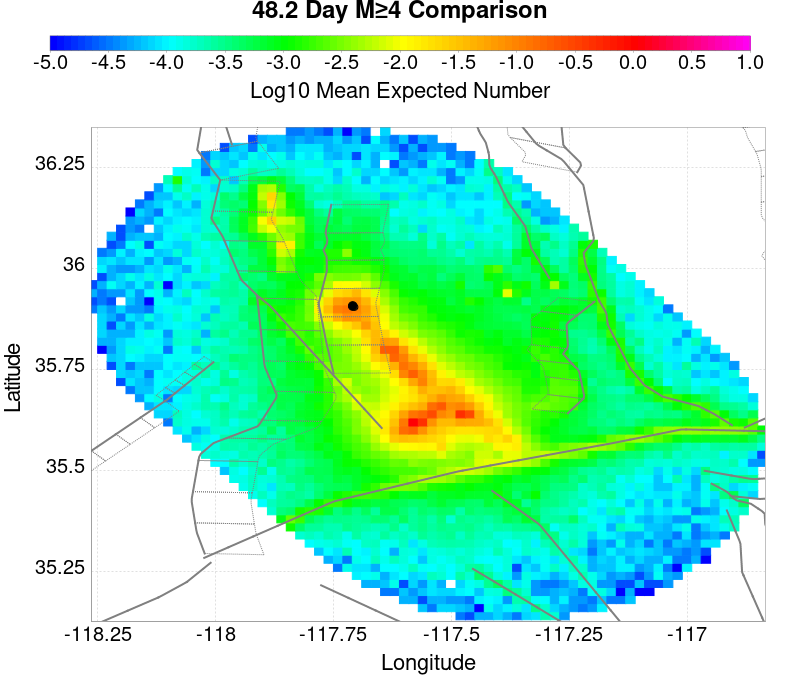 48.2 Day M≥4 Comparison
-5.0 -4.5 -4.0 -3.5 -3.0 -2.5 -2.0 -1.5 -1.0 -0.5 0.0 0.5 1.0
Log10 Mean Expected Number
36.25
36
35.75
35.5
35.25
Latitude
-118.25 -118 -117.75 -117.5 -117.25 -117
Longitude